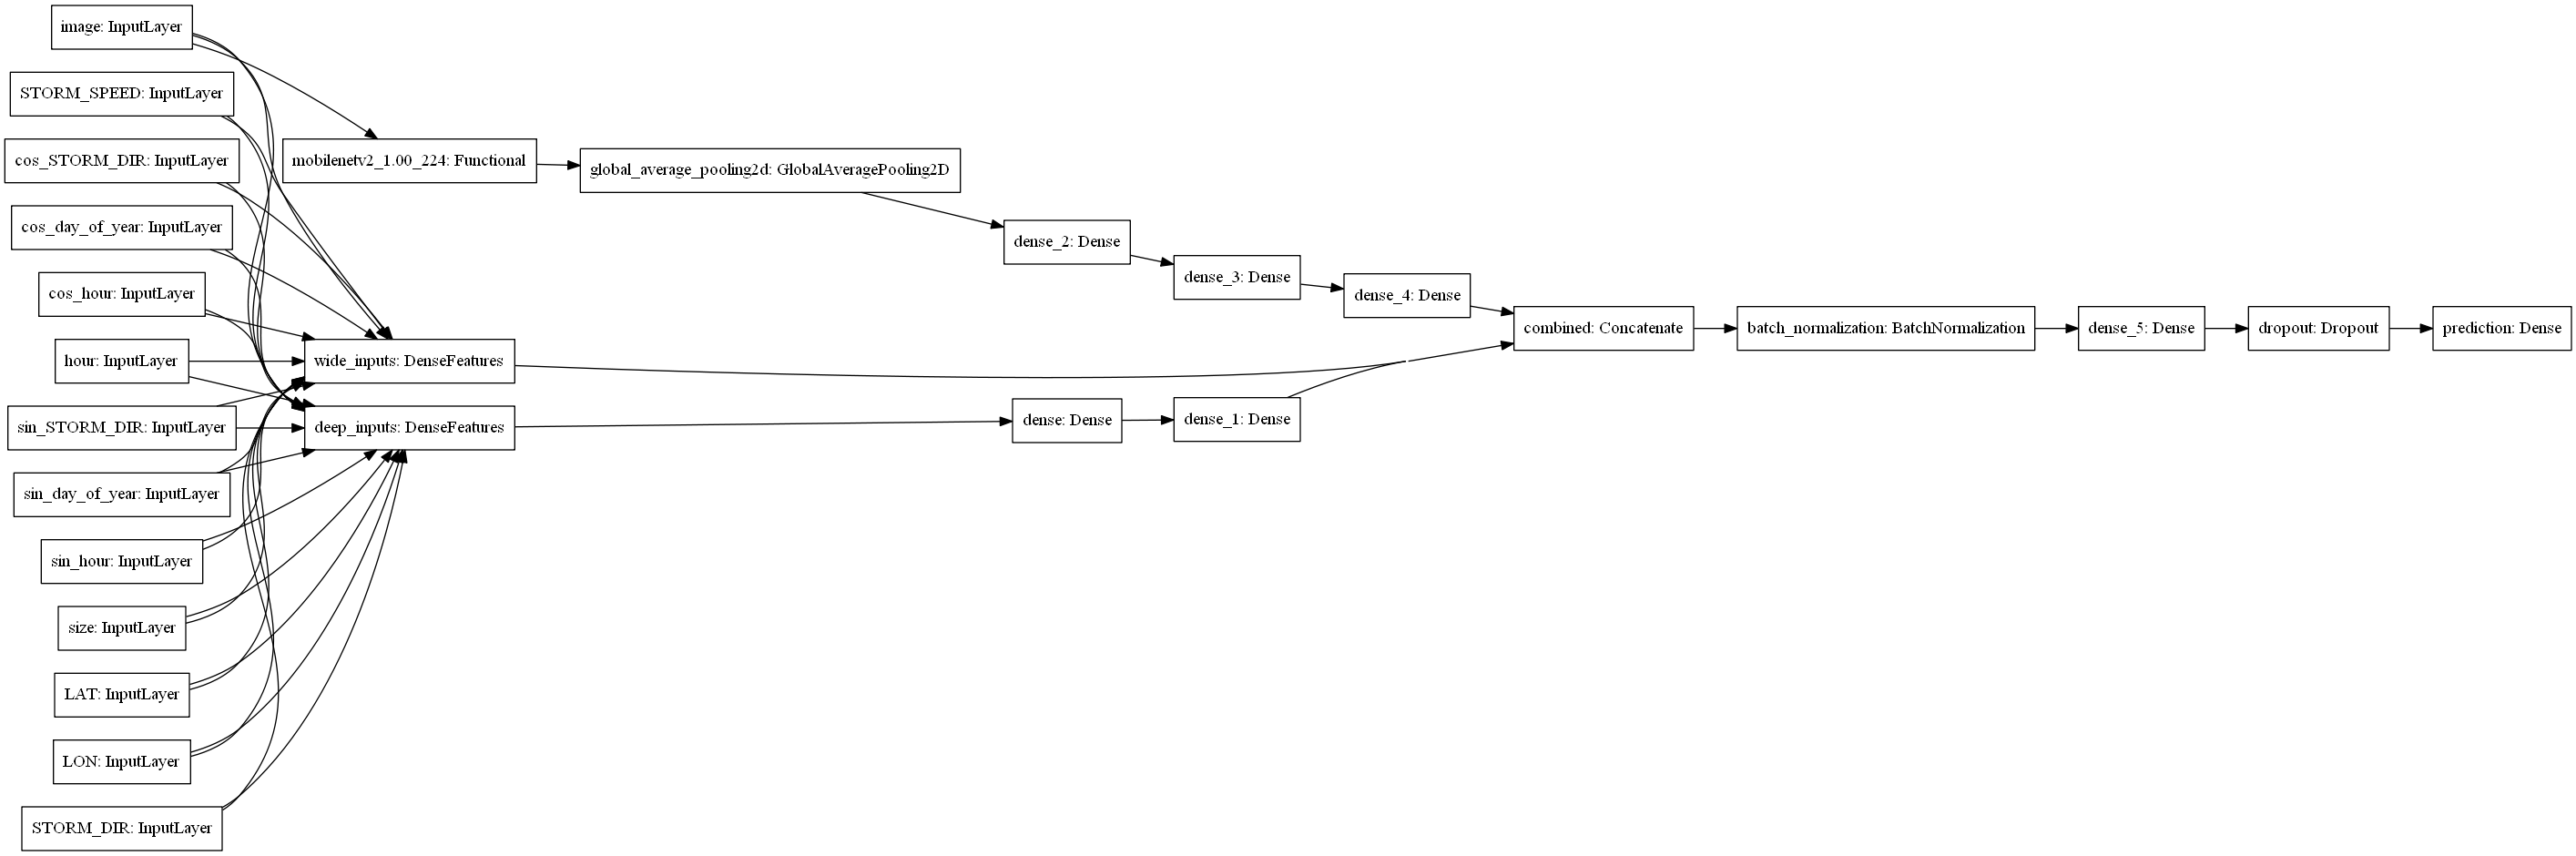 image: InputLayer
STORM_SPEED: InputLayer
cos_STORM_DIR: InputLayer
cos_day_of_year: InputLayer
cos_hour: InputLayer
hour: InputLayer
sin_STORM_DIR: InputLayer
sin_day_of_year: InputLayer
sin_hour: InputLayer
size: InputLayer
LAT: InputLayer
LON: InputLayer
STORM_DIR: InputLayer
mobilenetv2_1.00_224: Functional
wide_inputs: DenseFeatures
deep_inputs: DenseFeatures
global_average_pooling2d: GlobalAveragePooling2D
dense_2: Dense
dense: Dense
dense_3: Dense
dense_1: Dense
dense_4: Dense
combined: Concatenate
batch_normalization: BatchNormalization
dense_5: Dense
dropout: Dropout
prediction: Dense